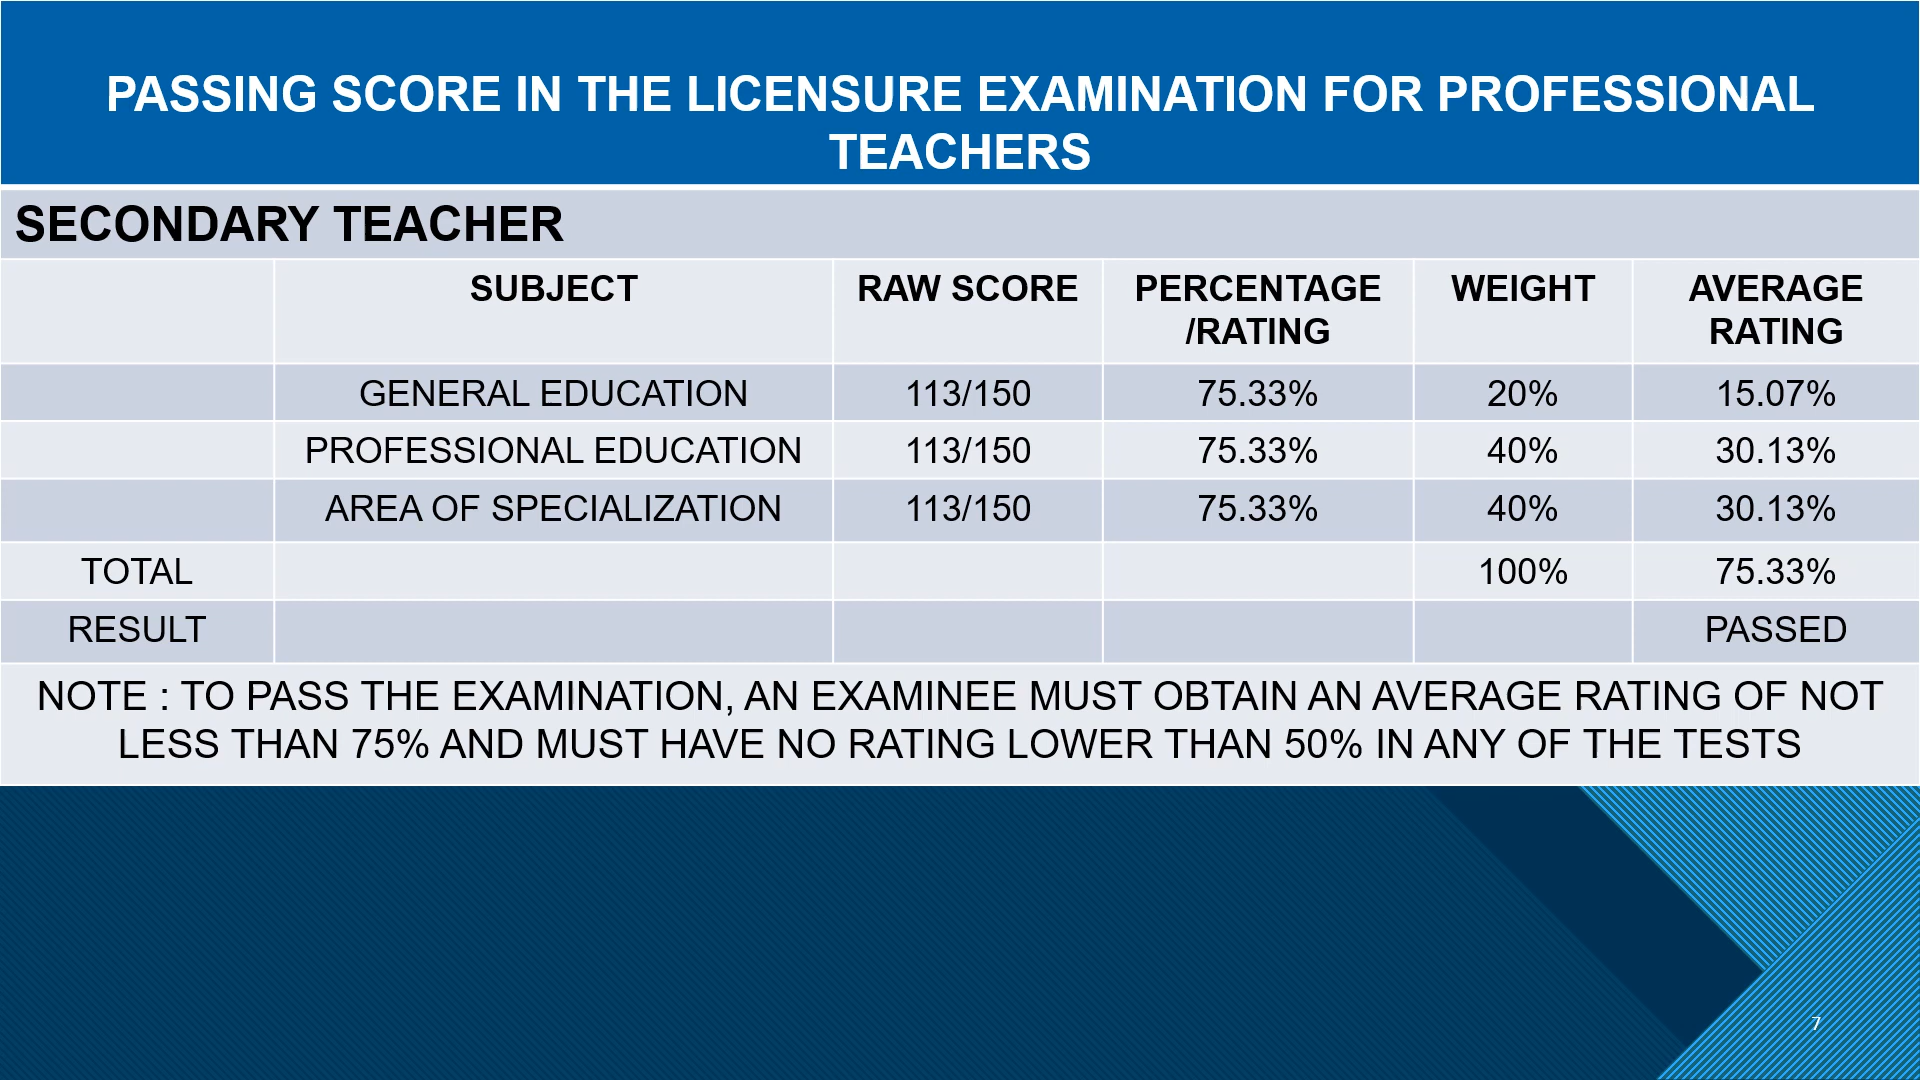 PASSING SCORE IN THE LICENSURE EXAMINATION FOR PROFESSIONAL
TEACHERS
SECONDARY TEACHER
SUBJECT RAW SCORE PERCENTAGE /RATING WEIGHT AVERAGE RATING
GENERAL EDUCATION 113/150 75.33% 20% 15.07%
PROFESSIONAL EDUCATION 113/150 75.33% 40% 30.13%
AREA OF SPECIALIZATION 113/150 75.33% 40% 30.13%
TOTAL 100% 75.33%
RESULT PASSED
NOTE : TO PASS THE EXAMINATION, AN EXAMINEE MUST OBTAIN AN AVERAGE RATING OF NOT
LESS THAN 75% AND MUST HAVE NO RATING LOWER THAN 50% IN ANY OF THE TESTS
7